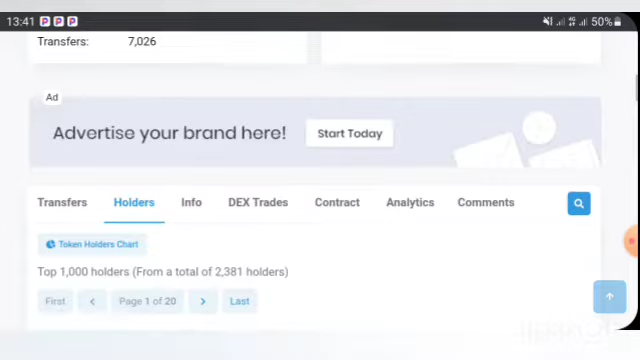 13:41 P P P 50%
Transfers: 7,026
Ad
Advertise your brand here! Start Today
Transfers Holders Info DEX Trades Contract Analytics Comments
Token Holders Chart
Top 1,000 holders (From a total of 2,381 holders)
First < Page 1 of 20 > Last